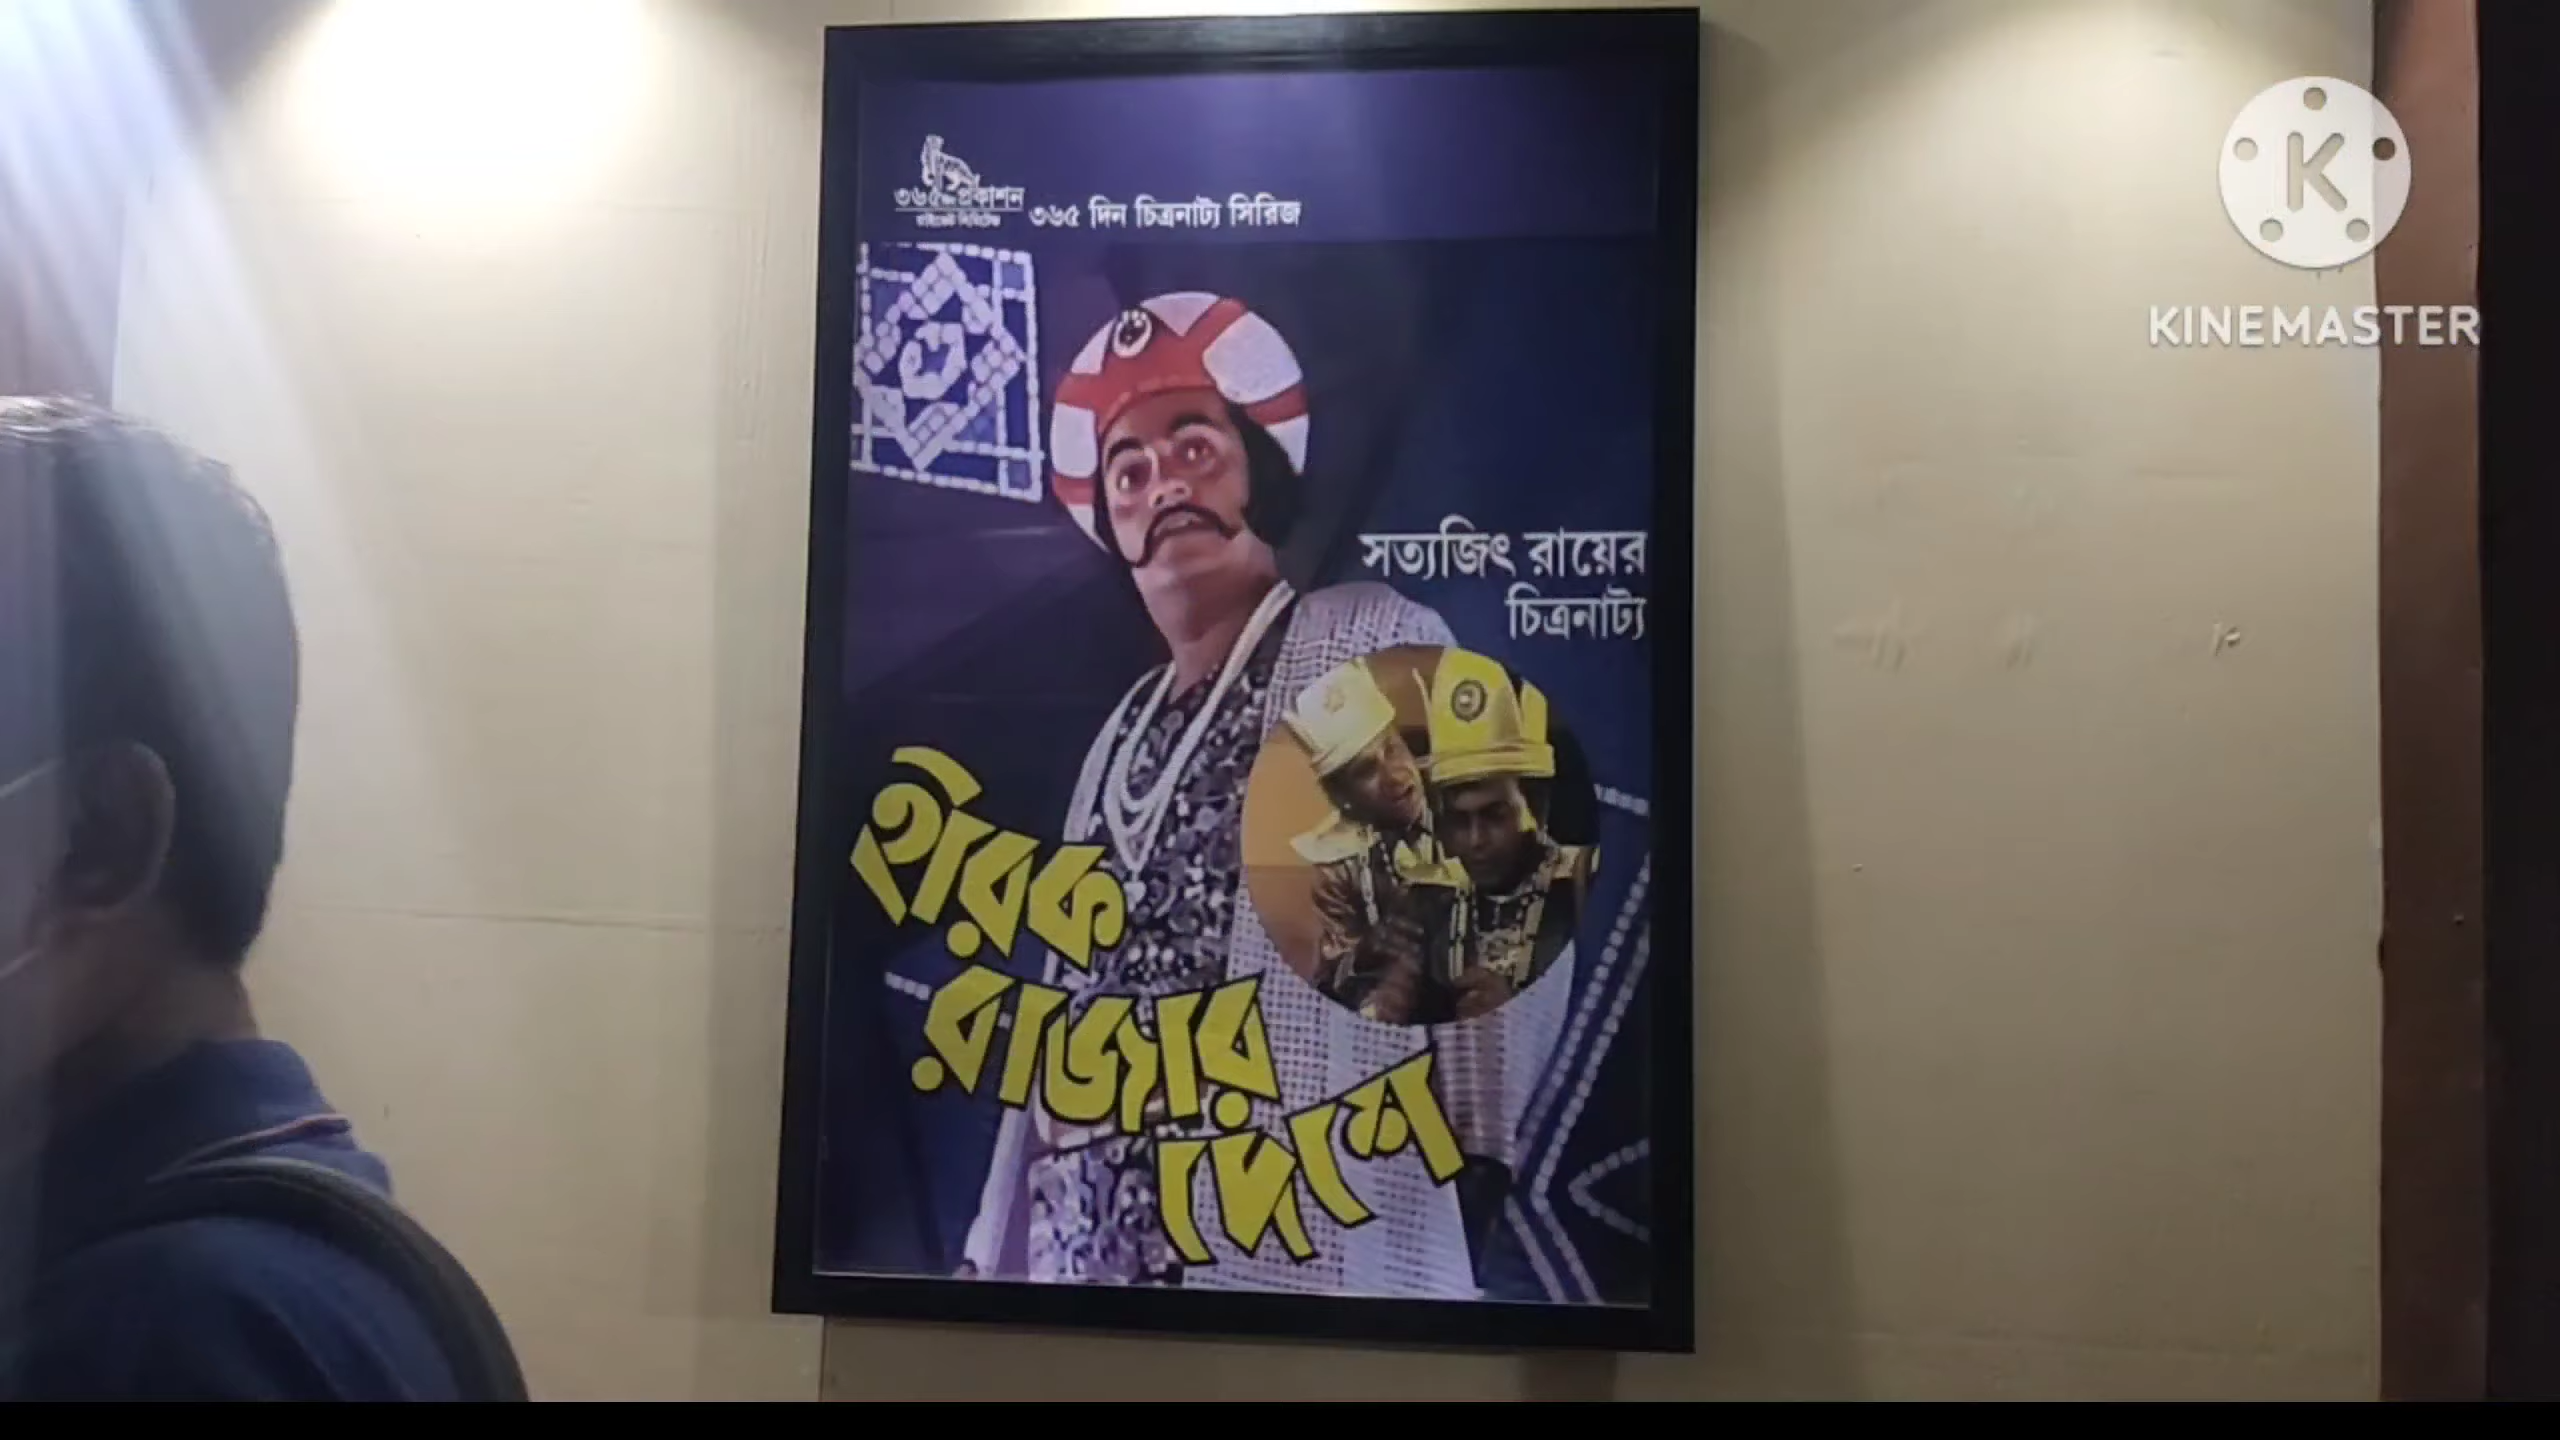 ৩৬৫ প্রকাশন
৩৬৫ দিন চিত্রনাট্য সিরিজ
সত্যজিৎ রায়ের
চিত্রনাট্য
হীরক
রাজার
দেশে
K
KINEMASTER